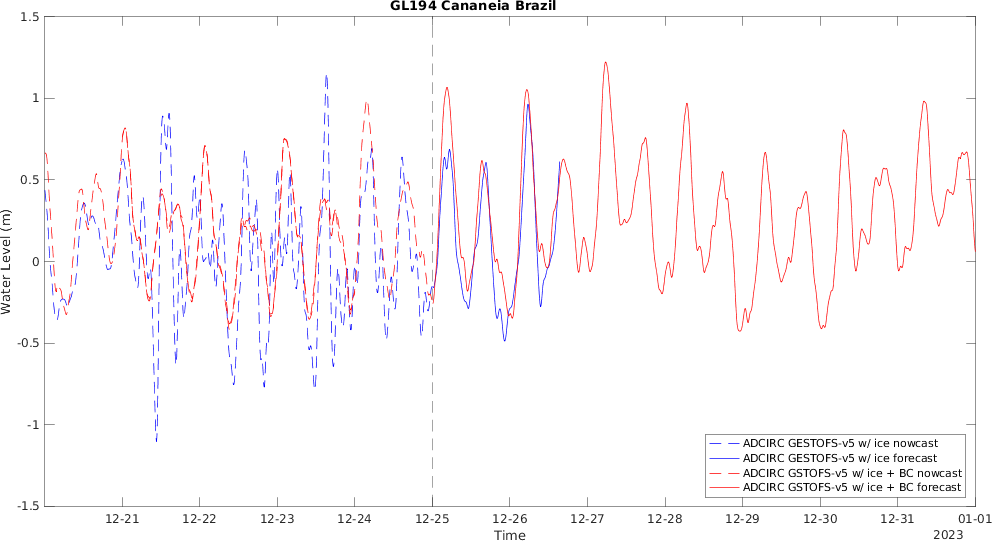 GL194 Cananeia Brazil
1.5
1
0.5
0
-0.5
-1
-1.5
Water Level (m)
12-21 12-22 12-23 12-24 12-25 12-26 12-27 12-28 12-29 12-30 12-31 01-01
Time
2023
ADCIRC GESTOFS-v5 w/ ice nowcast
ADCIRC GESTOFS-v5 w/ ice forecast
ADCIRC GSTOFS-v5 w/ ice + BC nowcast
ADCIRC GSTOFS-v5 w/ ice + BC forecast